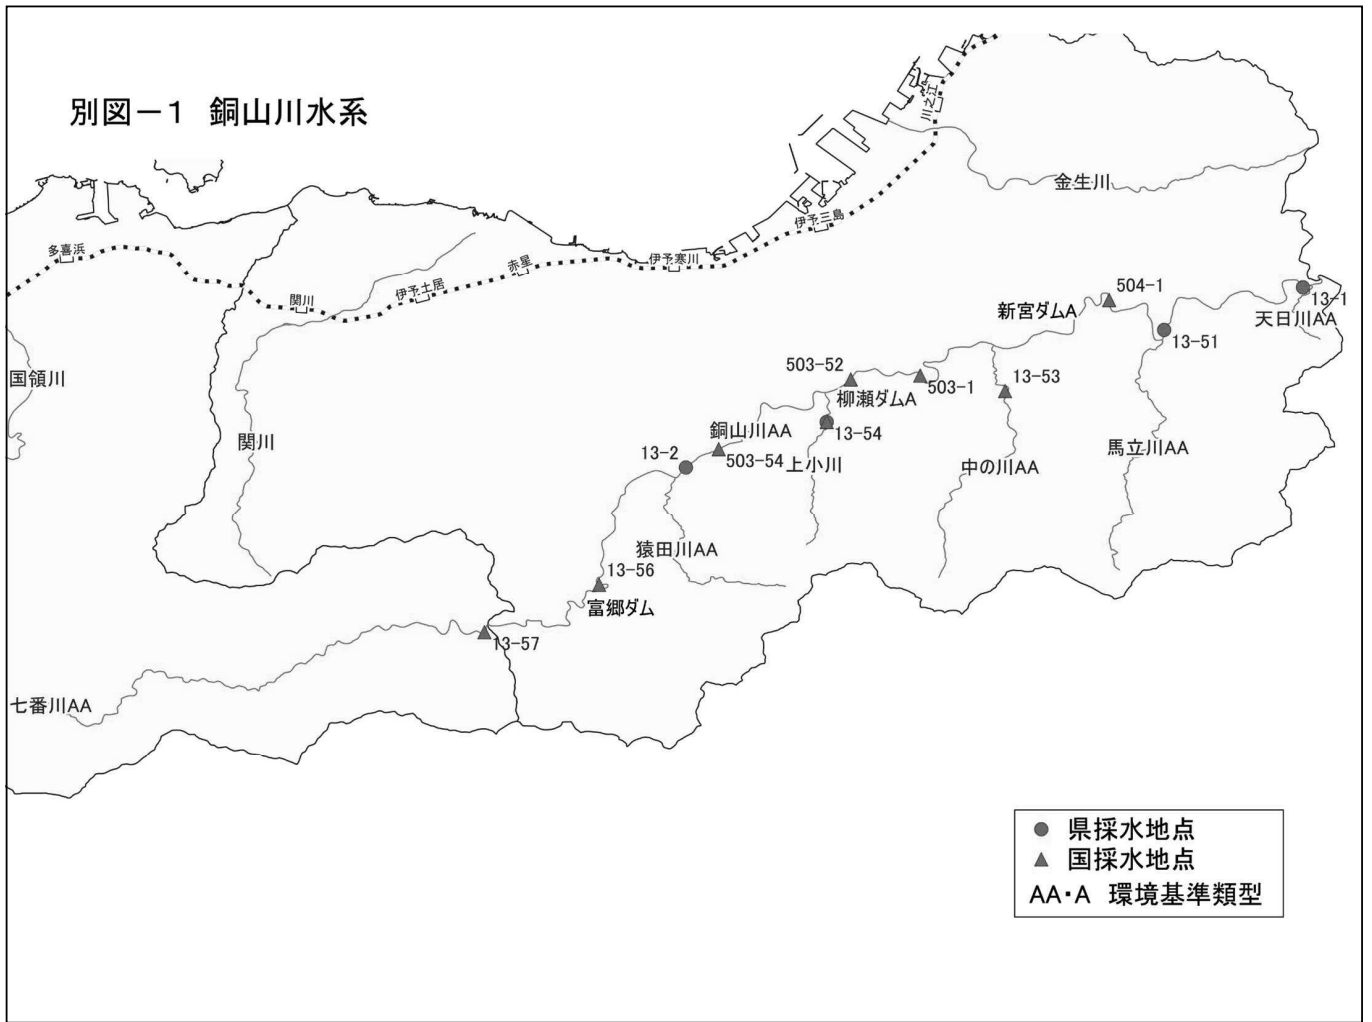 別図－1 銅山川水系
川之江
金生川
伊予三島
多喜浜
伊予寒川
赤星
伊予土居
関川
504-1
13-1
新宮ダムA
天日川AA
13-51
503-52
503-1
13-53
国領川
柳瀬ダムA
銅山川AA
13-54
関川
13-2
503-54
上小川
中の川AA
馬立川AA
猿田川AA
13-56
富郷ダム
13-57
七番川AA
県採水地点
国採水地点
AA・A 環境基準類型